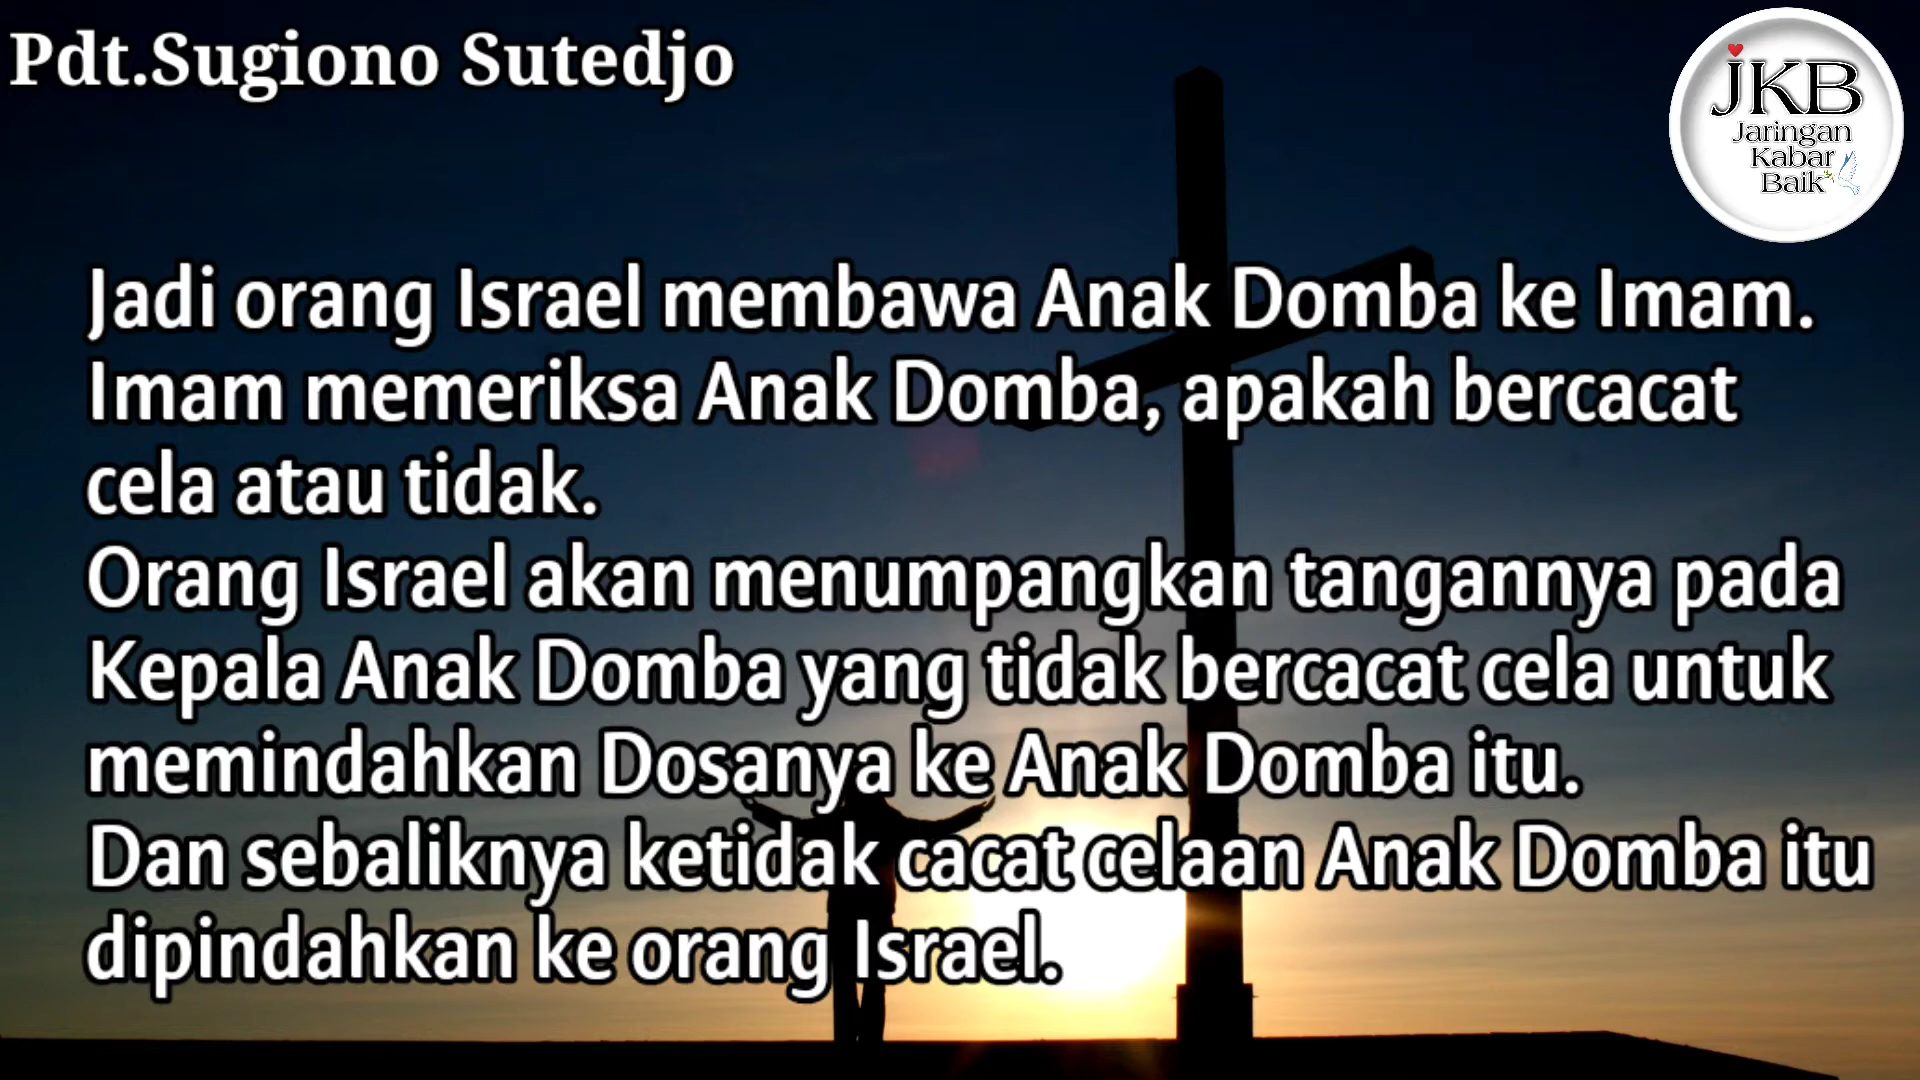 Pdt.Sugiono Sutedjo
JKB
Jaringan
Kabar
Baik
Jadi orang Israel membawa Anak Domba ke Imam.
Imam memeriksa Anak Domba, apakah bercacat
cela atau tidak.
Orang Israel akan menumpangkan tangannya pada
Kepala Anak Domba yang tidak bercacat cela untuk
memindahkan Dosanya ke Anak Domba itu.
Dan sebaliknya ketidak cacat celaan Anak Domba itu
dipindahkan ke orang Israel.